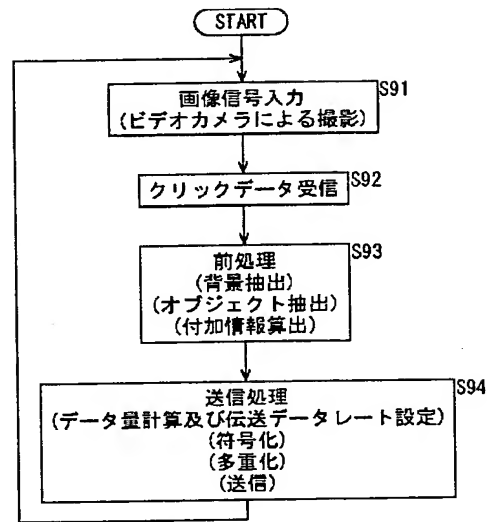 START
S91
画像信号入力
(ビデオカメラによる撮影)
S92
クリックデータ受信
S93
前処理
(背景抽出)
(オブジェクト抽出)
(付加情報算出)
S94
送信処理
(データ量計算及び伝送データレート設定)
(符号化)
(多重化)
(送信)